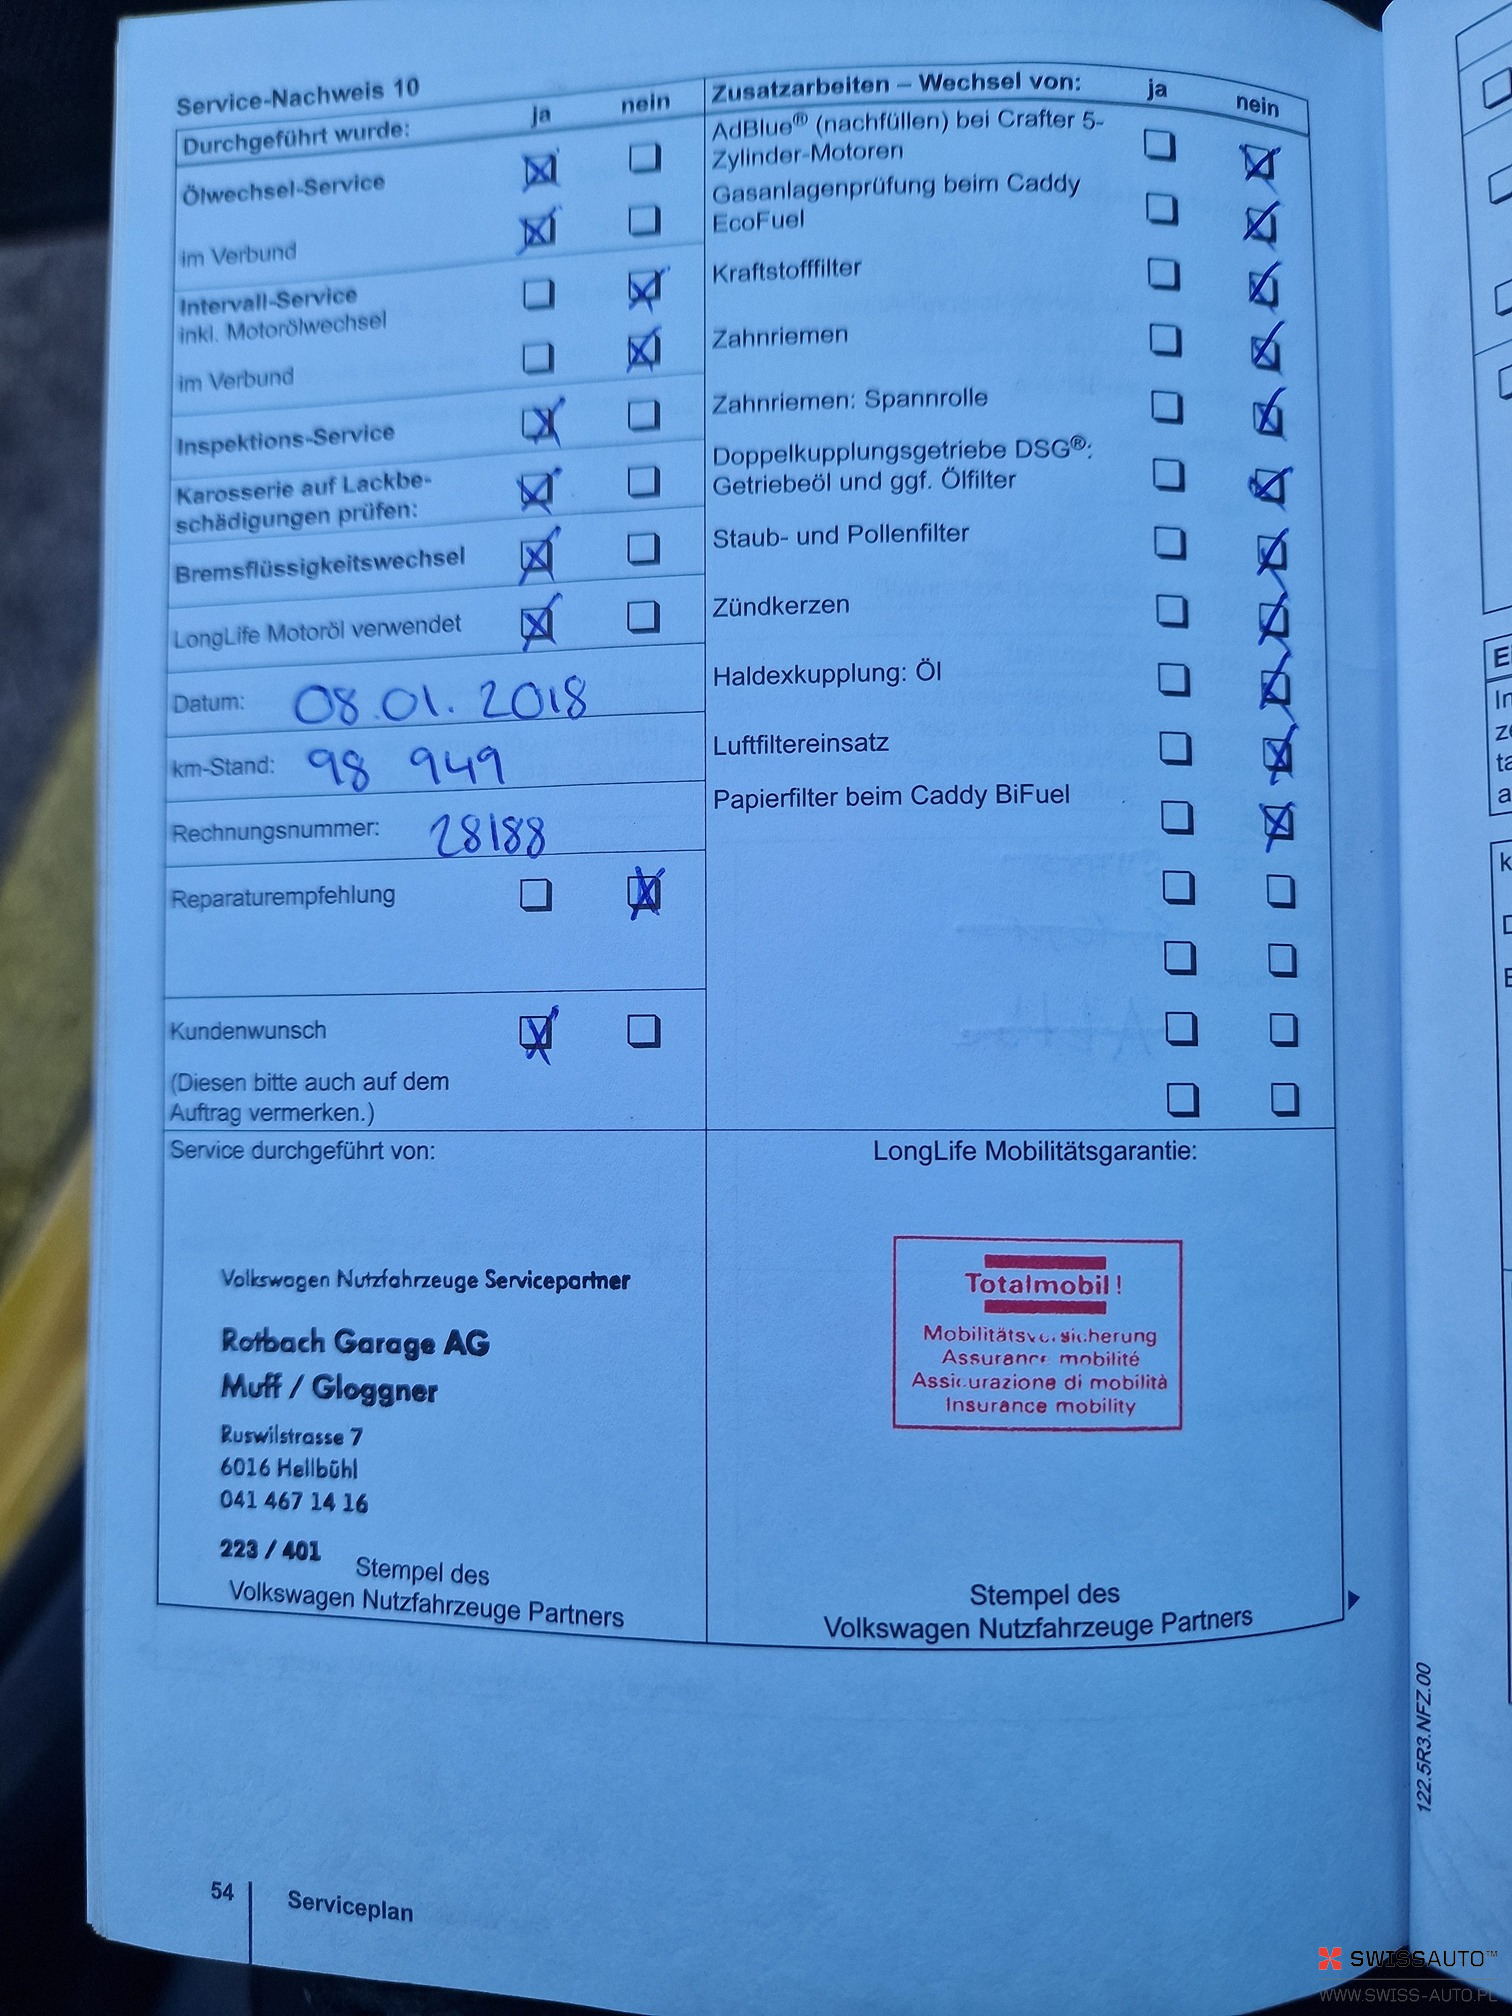 Service-Nachweis 10
Durchgeführt wurde: ja nein
Ölwechsel-Service
im Verbund
Intervall-Service
inkl. Motorölwechsel
im Verbund
Inspektions-Service
Karosserie auf Lackbe-
schädigungen prüfen:
Bremsflüssigkeitswechsel
LongLife Motoröl verwendet
Datum: 08.01.2018
km-Stand: 98 949
Rechnungsnummer: 28188
Reparaturempfehlung
Kundenwunsch
(Diesen bitte auch auf dem
Auftrag vermerken.)
Zusatzarbeiten – Wechsel von: ja nein
AdBlue® (nachfüllen) bei Crafter 5-
Zylinder-Motoren
Gasanlagenprüfung beim Caddy
EcoFuel
Kraftstofffilter
Zahnriemen
Zahnriemen: Spannrolle
Doppelkupplungsgetriebe DSG®:
Getriebeöl und ggf. Ölfilter
Staub- und Pollenfilter
Zündkerzen
Haldexkupplung: Öl
Luftfiltereinsatz
Papierfilter beim Caddy BiFuel
Service durchgeführt von:
Volkswagen Nutzfahrzeuge Servicepartner
Rotbach Garage AG
Muff / Gloggner
Ruswilstrasse 7
6016 Hellbühl
041 467 14 16
223 / 401
Stempel des
Volkswagen Nutzfahrzeuge Partners
LongLife Mobilitätsgarantie:
Totalmobil!
Mobilitätsversicherung
Assurance mobilité
Assicurazione di mobilità
Insurance mobility
Stempel des
Volkswagen Nutzfahrzeuge Partners
122.5R3.NFZ.00
54 Serviceplan
SWISSAUTO™
WWW.SWISS-AUTO.PL